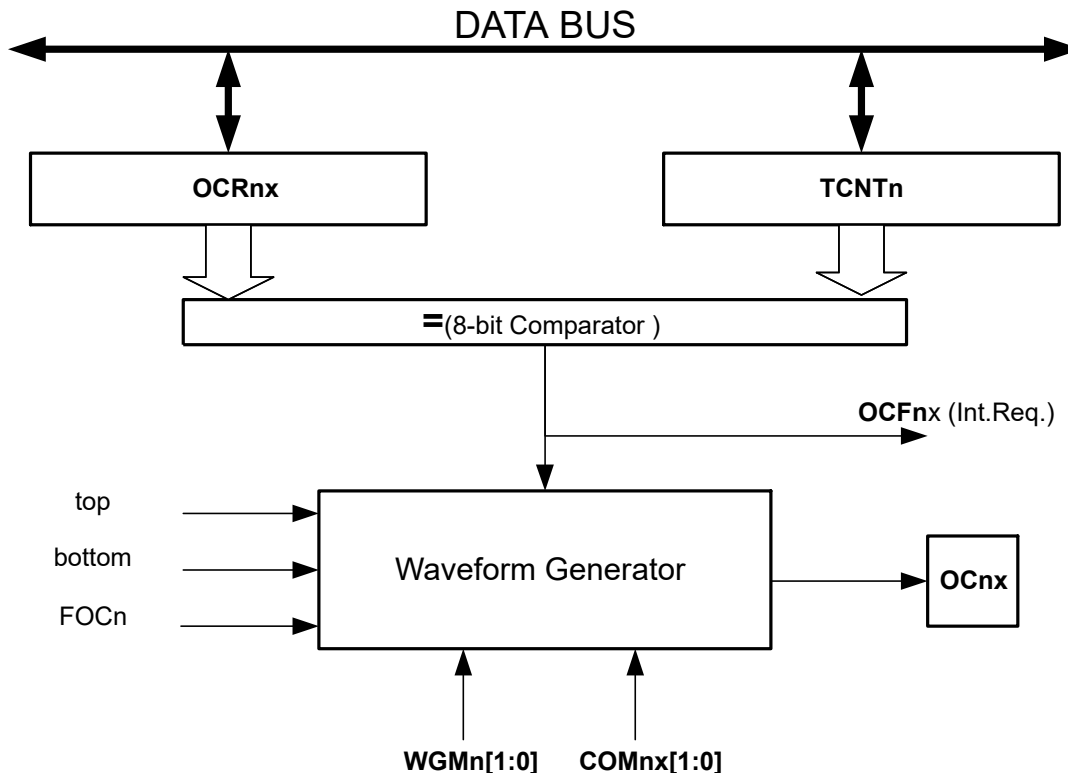 DATA BUS
OCRnx
TCNTn
=(8-bit Comparator )
OCFnx (Int.Req.)
top
bottom
FOCn
Waveform Generator
OCnx
WGMn[1:0]
COMnx[1:0]